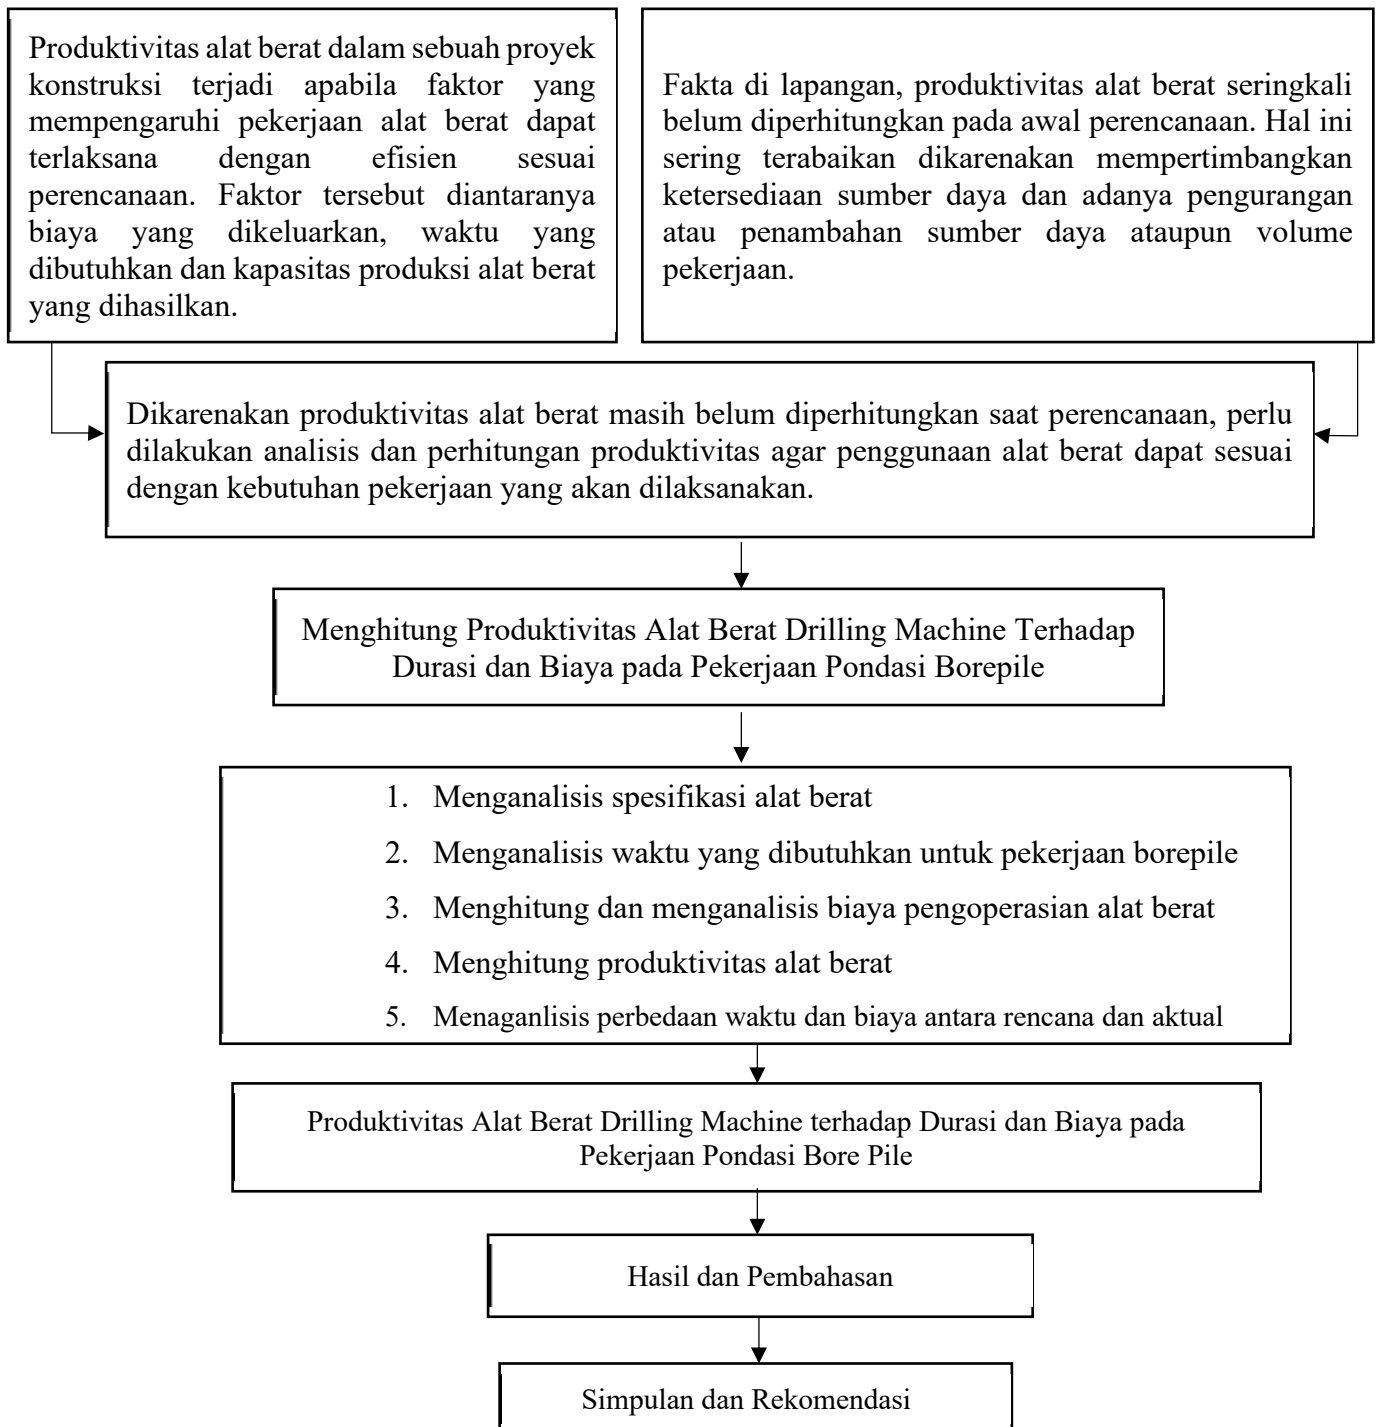 Produktivitas alat berat dalam sebuah proyek
konstruksi terjadi apabila faktor yang
mempengaruhi pekerjaan alat berat dapat
terlaksana dengan efisien sesuai
perencanaan. Faktor tersebut diantaranya
biaya yang dikeluarkan, waktu yang
dibutuhkan dan kapasitas produksi alat berat
yang dihasilkan.
Fakta di lapangan, produktivitas alat berat seringkali
belum diperhitungkan pada awal perencanaan. Hal ini
sering terabaikan dikarenakan mempertimbangkan
ketersediaan sumber daya dan adanya pengurangan
atau penambahan sumber daya ataupun volume
pekerjaan.
Dikarenakan produktivitas alat berat masih belum diperhitungkan saat perencanaan, perlu
dilakukan analisis dan perhitungan produktivitas agar penggunaan alat berat dapat sesuai
dengan kebutuhan pekerjaan yang akan dilaksanakan.
Menghitung Produktivitas Alat Berat Drilling Machine Terhadap
Durasi dan Biaya pada Pekerjaan Pondasi Borepile
1. Menganalisis spesifikasi alat berat
2. Menganalisis waktu yang dibutuhkan untuk pekerjaan borepile
3. Menghitung dan menganalisis biaya pengoperasian alat berat
4. Menghitung produktivitas alat berat
5. Menaganlisis perbedaan waktu dan biaya antara rencana dan aktual
Produktivitas Alat Berat Drilling Machine terhadap Durasi dan Biaya pada
Pekerjaan Pondasi Bore Pile
Hasil dan Pembahasan
Simpulan dan Rekomendasi